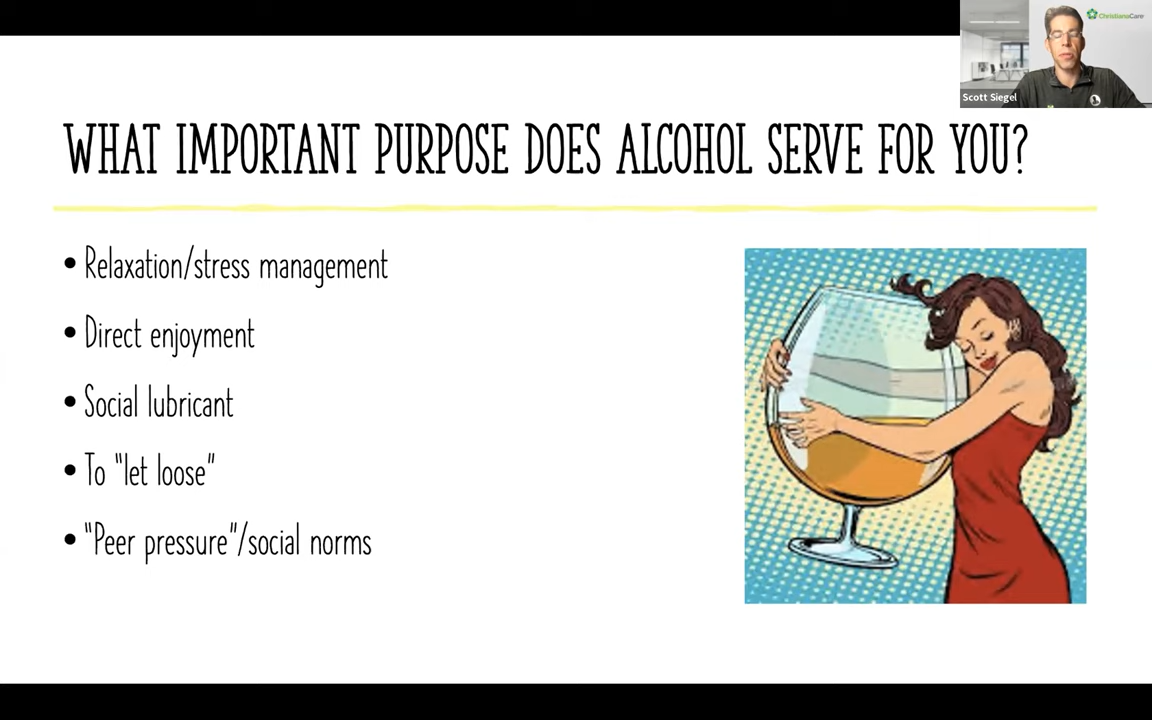 ChristianaCare
Scott Siegel
WHAT IMPORTANT PURPOSE DOES ALCOHOL SERVE FOR YOU?
• Relaxation/stress management
• Direct enjoyment
• Social lubricant
• To “let loose”
• “Peer pressure”/social norms